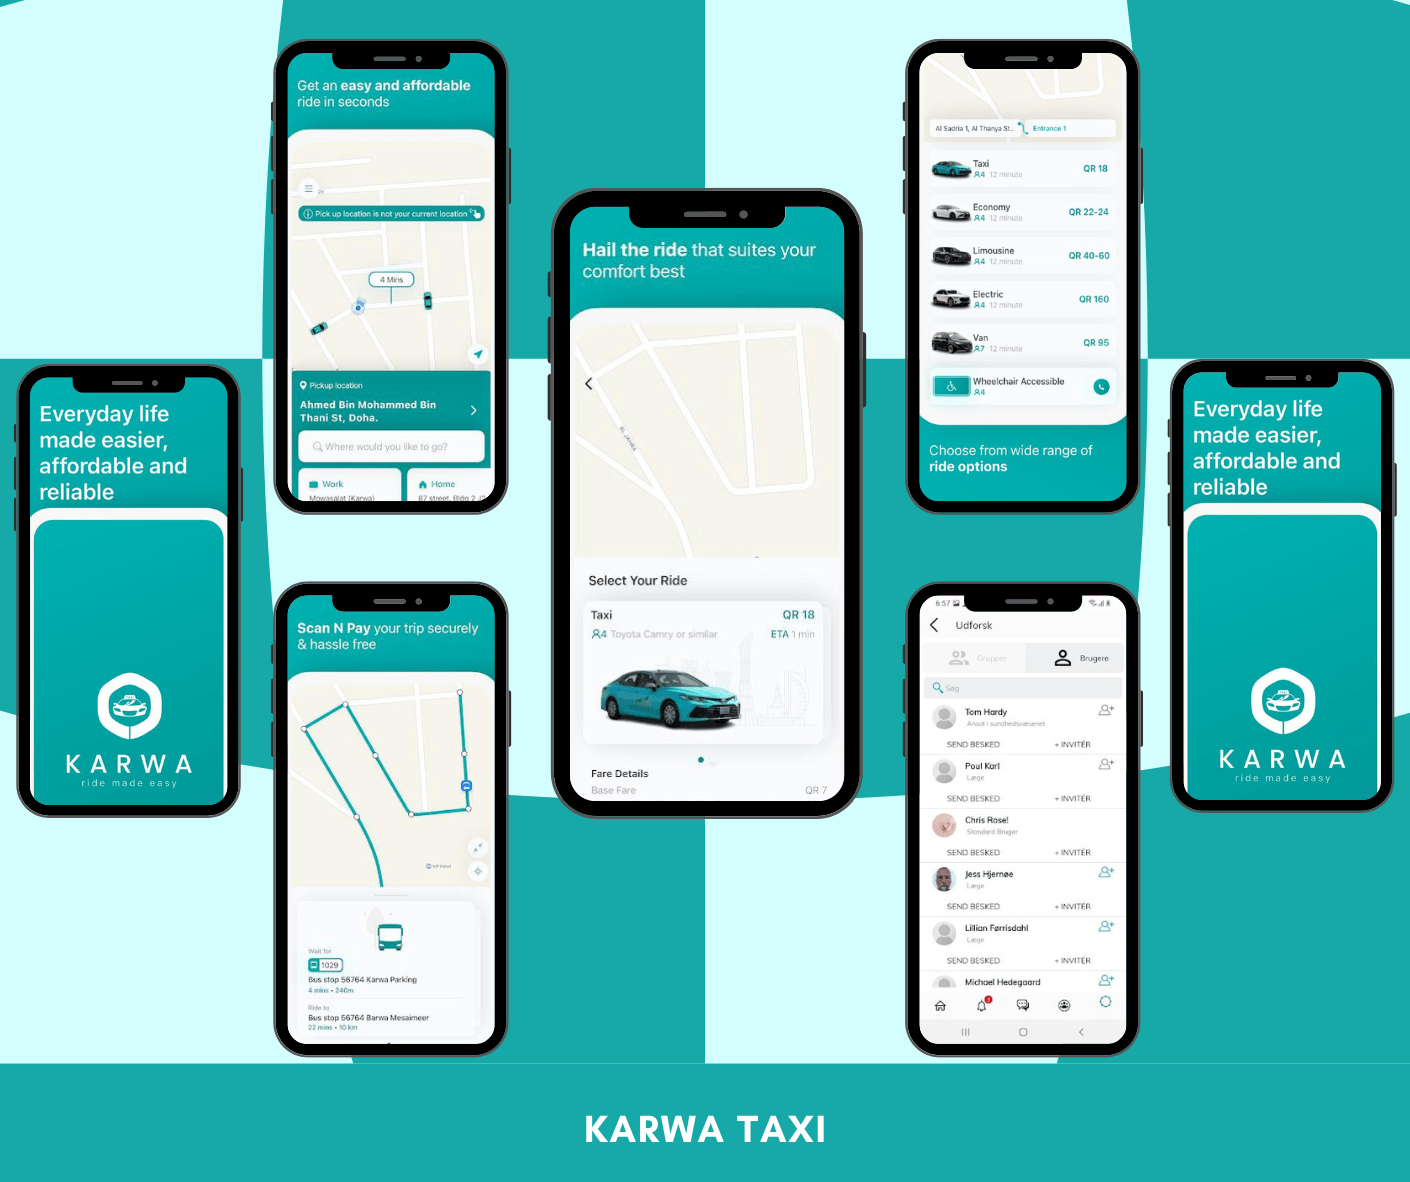 Everyday life
made easier,
affordable and
reliable
KARWA
ride made easy
Get an easy and affordable
ride in seconds
Pick up location is not your current location
4 Mins
Pickup location
Ahmed Bin Mohammed Bin
Thani St, Doha.
Where would you like to go?
Work
Mowasalat (Karwa)
Home
87 street, Bldg 2
Scan N Pay your trip securely
& hassle free
Wait for
1029
Bus stop 56764 Karwa Parking
4 mins • 240m
Ride to
Bus stop 56764 Barwa Mesaimeer
22 mins • 10 km
Hail the ride that suites your
comfort best
Select Your Ride
Taxi QR 18
4 Toyota Camry or similar ETA 1 min
Fare Details
Base Fare QR 7
Al Sadria 1, Al Thanya St.. Entrance 1
Taxi
4 12 minute QR 18
Economy
4 12 minute QR 22-24
Limousine
4 12 minute QR 40-60
Electric
4 12 minute QR 160
Van
7 12 minute QR 95
Wheelchair Accessible
4
Choose from wide range of
ride options
6:57
Udforsk
Grupper Brugere
Søg
Tom Hardy
Ansat i sundhedsvæsenet
SEND BESKED + INVITÉR
Poul Karl
Læge
SEND BESKED + INVITÉR
Chris Rose!
Standard Bruger
SEND BESKED + INVITÉR
Jess Hjernøe
Læge
SEND BESKED + INVITÉR
Lillian Førrisdahl
Læge
SEND BESKED + INVITÉR
Michael Hedegaard
Everyday life
made easier,
affordable and
reliable
KARWA
ride made easy
KARWA TAXI